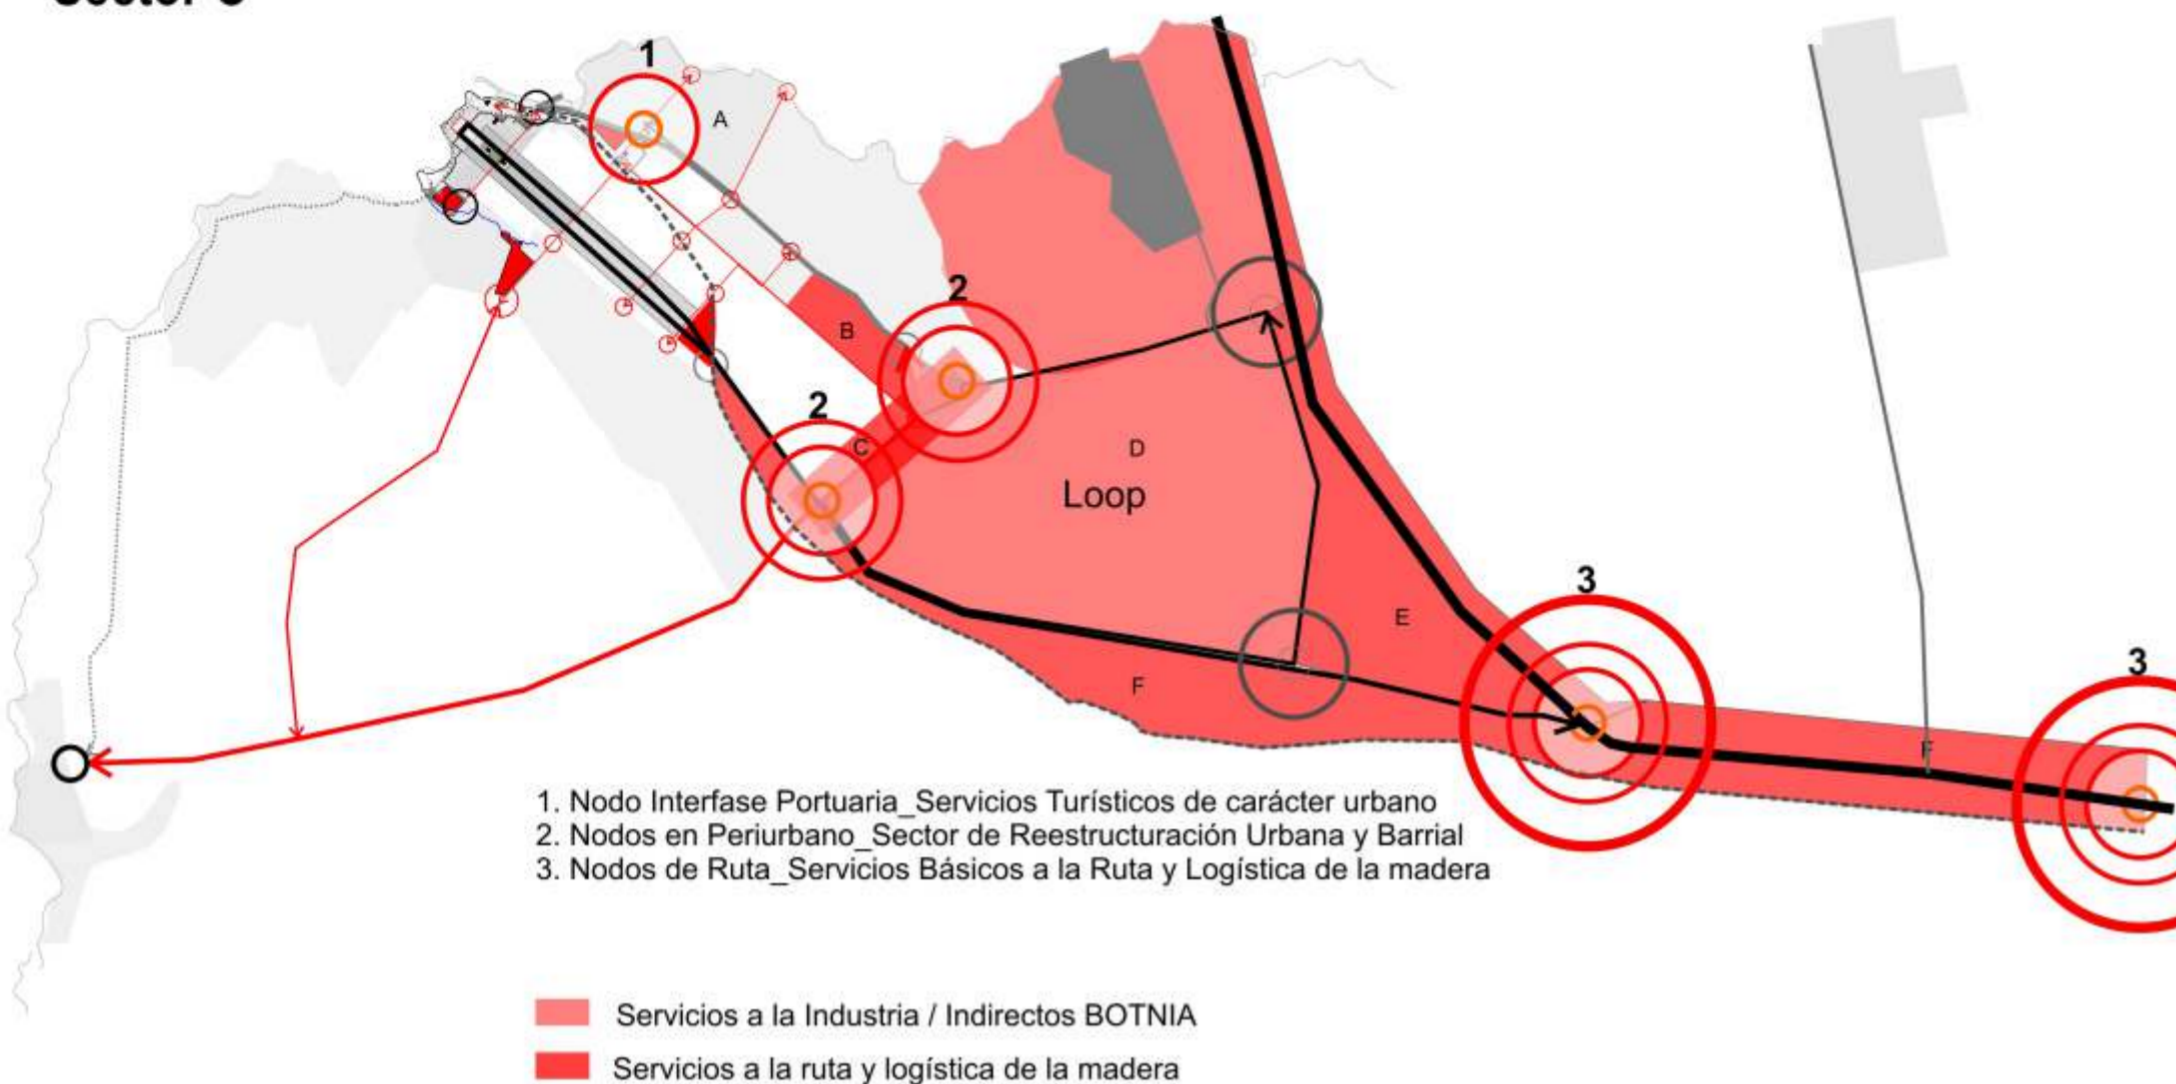 1
A
2
B
2
C
D
Loop
E
3
F
3
F
1. Nodo Interfase Portuaria_Servicios Turísticos de carácter urbano
2. Nodos en Periurbano_Sector de Reestructuración Urbana y Barrial
3. Nodos de Ruta_Servicios Básicos a la Ruta y Logística de la madera
Servicios a la Industria / Indirectos BOTNIA
Servicios a la ruta y logística de la madera